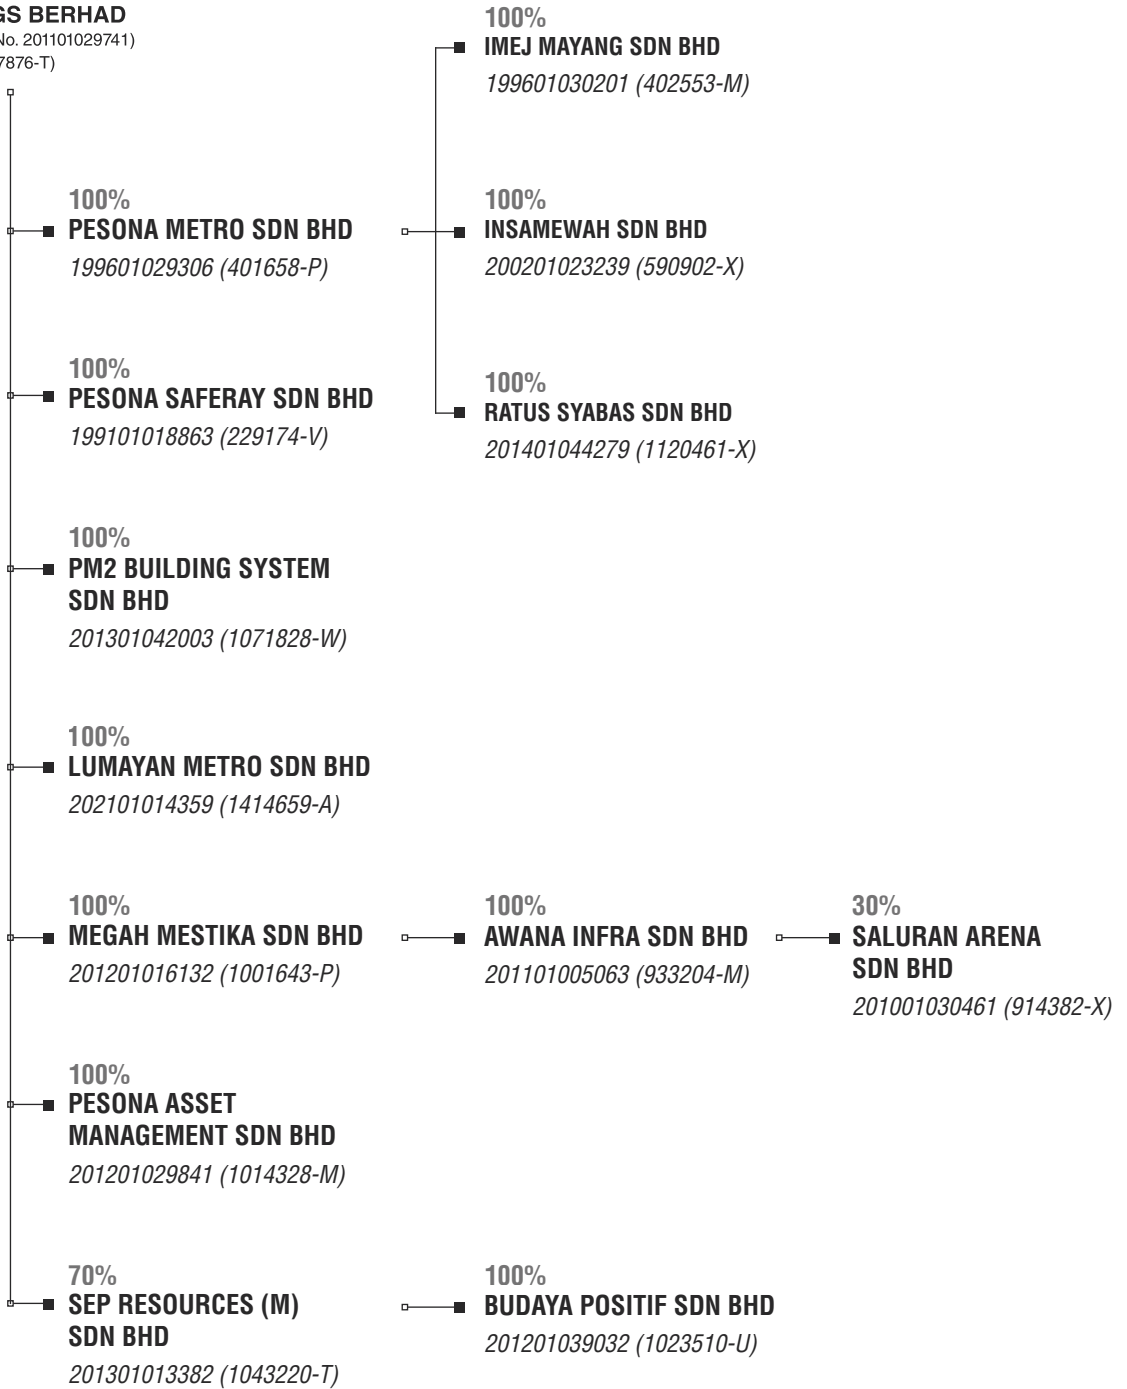 GS BERHAD
No. 201101029741)
7876-T)
100%
PESONA METRO SDN BHD
199601029306 (401658-P)
100%
IMEJ MAYANG SDN BHD
199601030201 (402553-M)
100%
INSAMEWAH SDN BHD
200201023239 (590902-X)
100%
RATUS SYABAS SDN BHD
201401044279 (1120461-X)
100%
PESONA SAFERAY SDN BHD
199101018863 (229174-V)
100%
PM2 BUILDING SYSTEM
SDN BHD
201301042003 (1071828-W)
100%
LUMAYAN METRO SDN BHD
202101014359 (1414659-A)
100%
MEGAH MESTIKA SDN BHD
201201016132 (1001643-P)
100%
AWANA INFRA SDN BHD
201101005063 (933204-M)
30%
SALURAN ARENA
SDN BHD
201001030461 (914382-X)
100%
PESONA ASSET
MANAGEMENT SDN BHD
201201029841 (1014328-M)
70%
SEP RESOURCES (M)
SDN BHD
201301013382 (1043220-T)
100%
BUDAYA POSITIF SDN BHD
201201039032 (1023510-U)